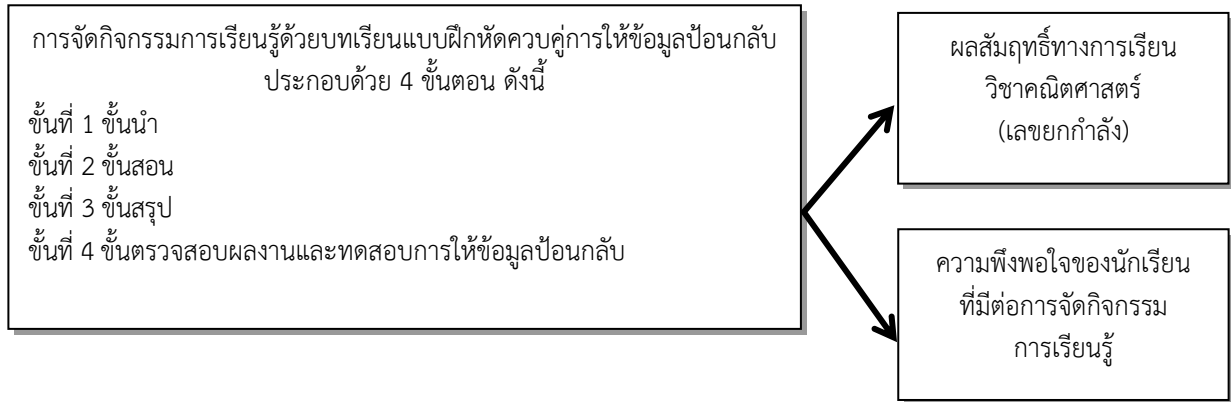 การจัดกิจกรรมการเรียนรู้ด้วยบทเรียนแบบฝึกหัดควบคู่การให้ข้อมูลป้อนกลับ
ประกอบด้วย 4 ขั้นตอน ดังนี้
ขั้นที่ 1 ขั้นนำ
ขั้นที่ 2 ขั้นสอน
ขั้นที่ 3 ขั้นสรุป
ขั้นที่ 4 ขั้นตรวจสอบผลงานและทดสอบการให้ข้อมูลป้อนกลับ
ผลสัมฤทธิ์ทางการเรียน
วิชาคณิตศาสตร์
(เลขยกกำลัง)
ความพึงพอใจของนักเรียน
ที่มีต่อการจัดกิจกรรม
การเรียนรู้